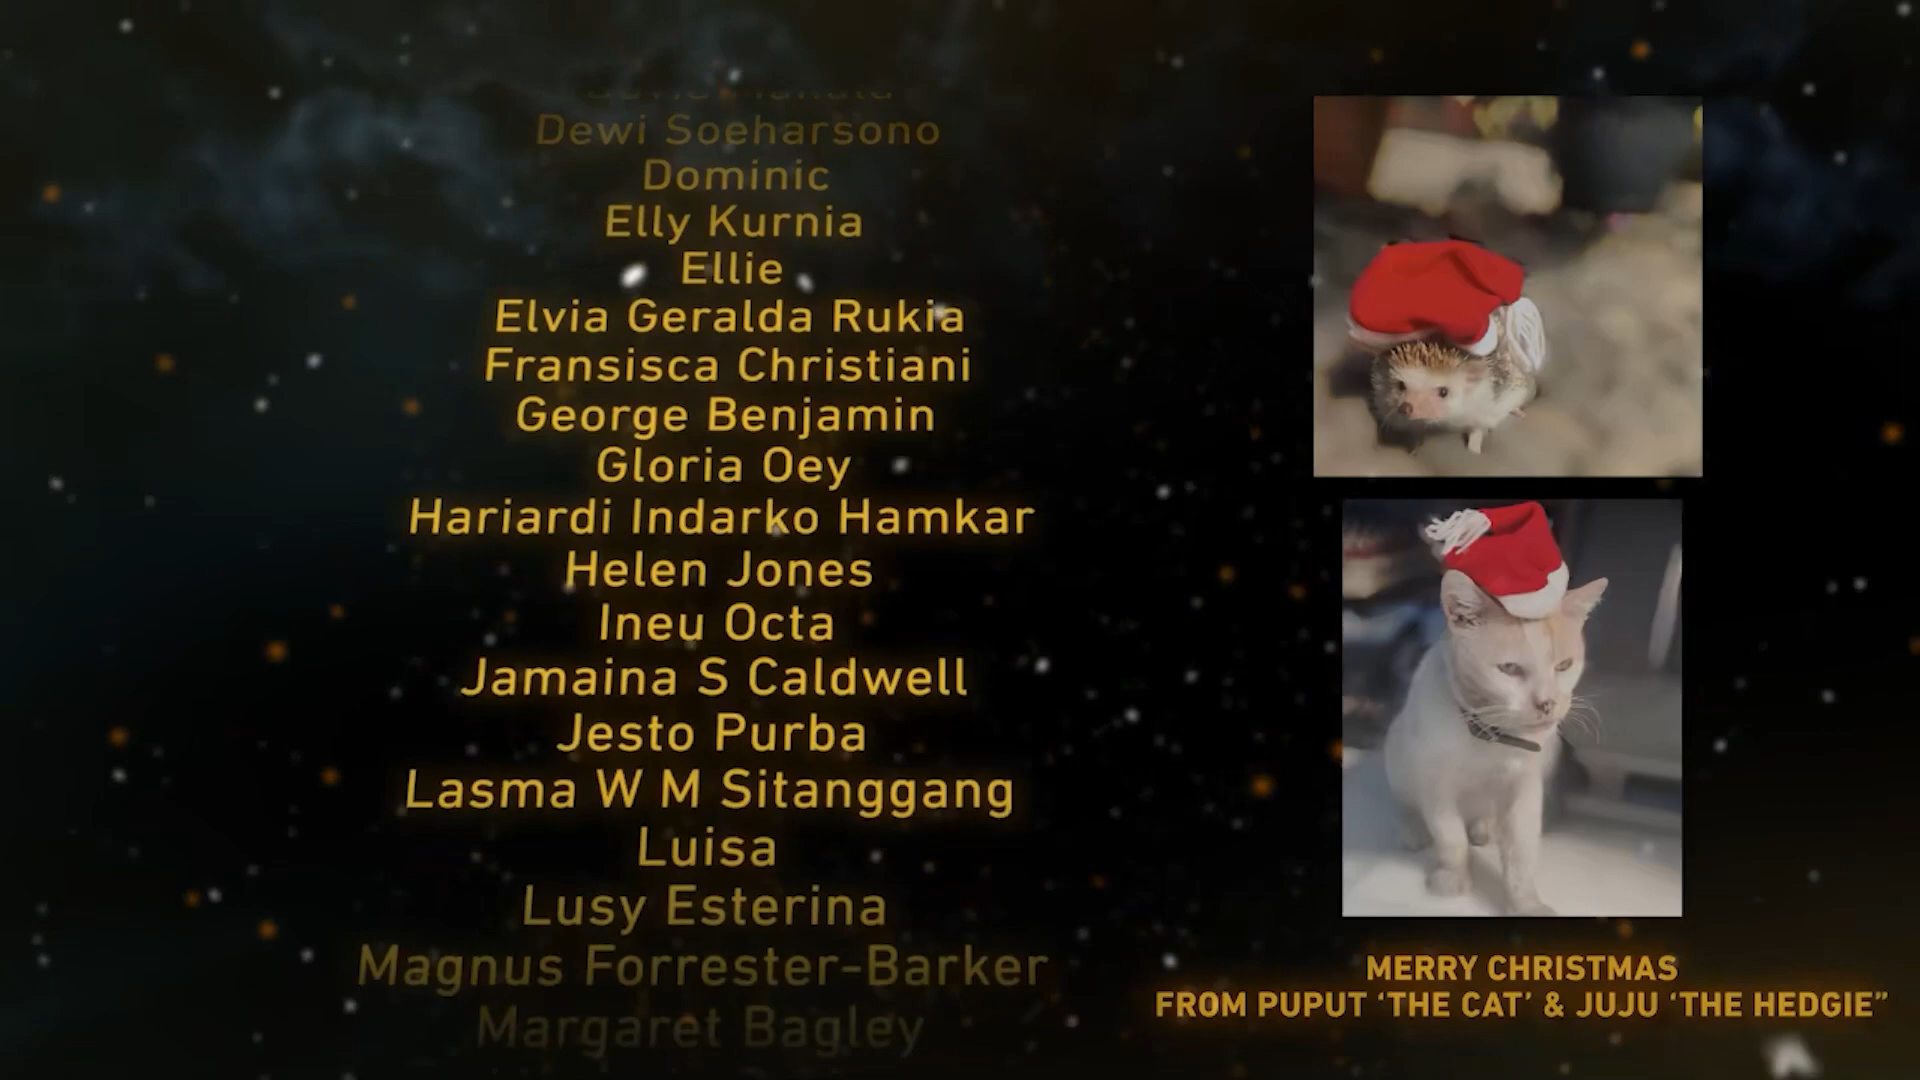 Dewi Soeharsono
Dominic
Elly Kurnia
Ellie
Elvia Geralda Rukia
Fransisca Christiani
George Benjamin
Gloria Oey
Hariardi Indarko Hamkar
Helen Jones
Ineu Octa
Jamaina S Caldwell
Jesto Purba
Lasma W M Sitanggang
Luisa
Lusy Esterina
Magnus Forrester-Barker
Margaret Bagley
MERRY CHRISTMAS
FROM PUPUT ‘THE CAT’ & JUJU ‘THE HEDGIE”